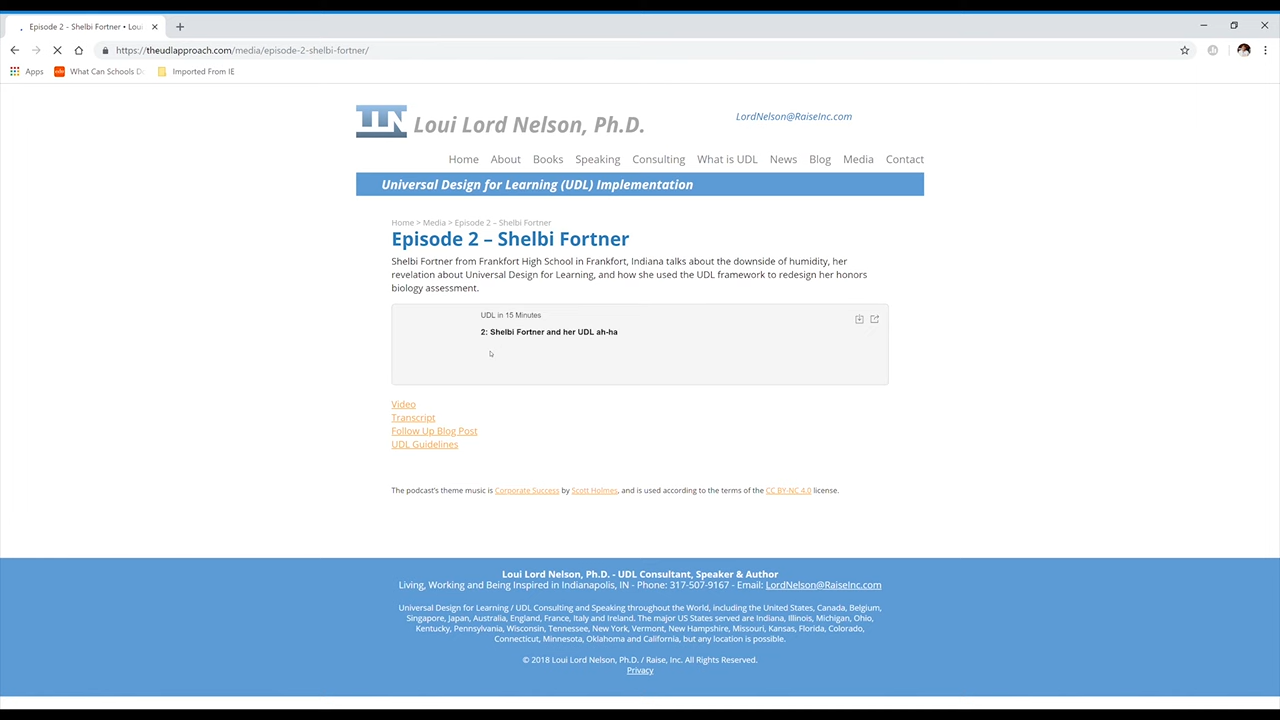 Episode 2 - Shelbi Fortner • Lou
https://theudlapproach.com/media/episode-2-shelbi-fortner/
Apps
What Can Schools D
Imported From IE
LLN
Loui Lord Nelson, Ph.D.
LordNelson@RaiseInc.com
Home About Books Speaking Consulting What is UDL News Blog Media Contact
Universal Design for Learning (UDL) Implementation
Home > Media > Episode 2 – Shelbi Fortner
Episode 2 – Shelbi Fortner
Shelbi Fortner from Frankfort High School in Frankfort, Indiana talks about the downside of humidity, her
revelation about Universal Design for Learning, and how she used the UDL framework to redesign her honors
biology assessment.
UDL in 15 Minutes
2: Shelbi Fortner and her UDL ah-ha
Video
Transcript
Follow Up Blog Post
UDL Guidelines
The podcast's theme music is Corporate Success by Scott Holmes, and is used according to the terms of the CC BY-NC 4.0 license.
Loui Lord Nelson, Ph.D. - UDL Consultant, Speaker & Author
Living, Working and Being Inspired in Indianapolis, IN - Phone: 317-507-9167 - Email: LordNelson@RaiseInc.com
Universal Design for Learning / UDL Consulting and Speaking throughout the World, including the United States, Canada, Belgium,
Singapore, Japan, Australia, England, France, Italy and Ireland. The major US States served are Indiana, Illinois, Michigan, Ohio,
Kentucky, Pennsylvania, Wisconsin, Tennessee, New York, Vermont, New Hampshire, Missouri, Kansas, Florida, Colorado,
Connecticut, Minnesota, Oklahoma and California, but any location is possible.
© 2018 Loui Lord Nelson, Ph.D. / Raise, Inc. All Rights Reserved.
Privacy